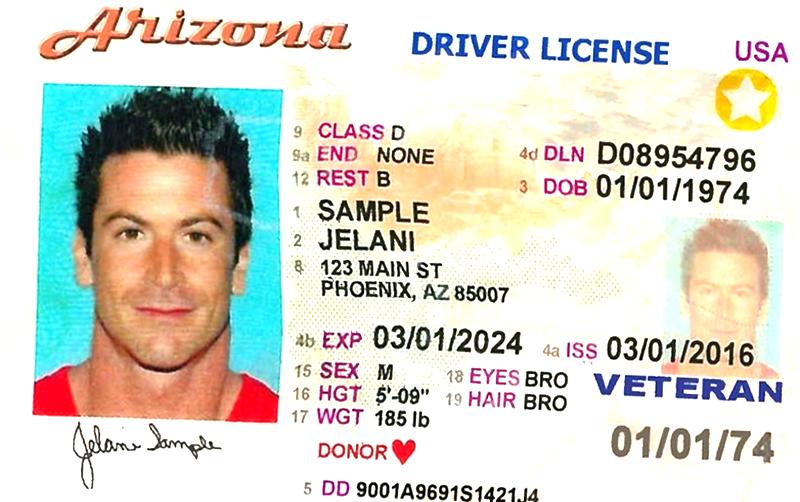 Arizona DRIVER LICENSE USA
9 CLASS D
9a END NONE 4d DLN D08954796
12 REST B 3 DOB 01/01/1974
1 SAMPLE
2 JELANI
8 123 MAIN ST
PHOENIX, AZ 85007
4b EXP 03/01/2024 4a ISS 03/01/2016
15 SEX M 18 EYES BRO VETERAN
16 HGT 5'-09" 19 HAIR BRO
17 WGT 185 lb 01/01/74
Jelani Sample
DONOR
5 DD 9001A9691S1421J4